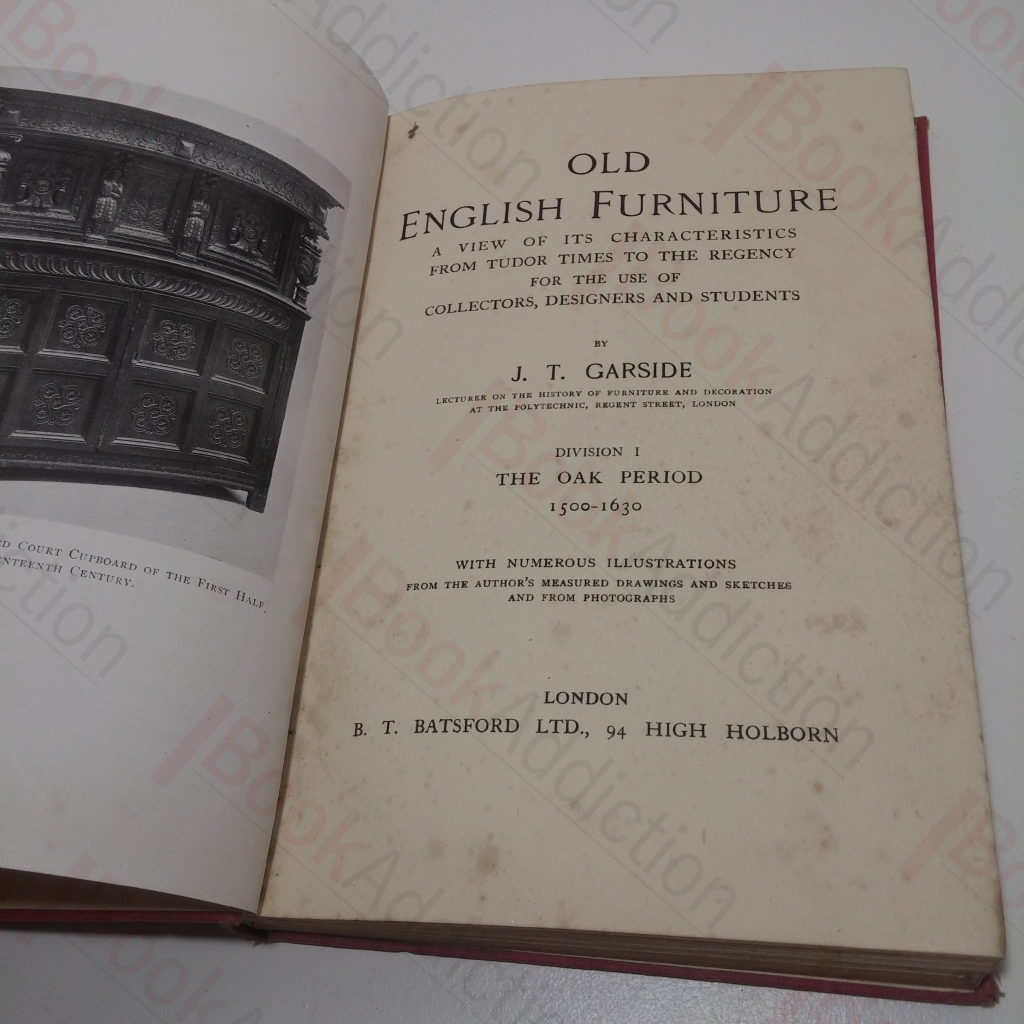 D COURT CUPBOARD OF THE FIRST HALF
ENTEENTH CENTURY.
OLD
ENGLISH FURNITURE
A VIEW OF ITS CHARACTERISTICS
FROM TUDOR TIMES TO THE REGENCY
FOR THE USE OF
COLLECTORS, DESIGNERS AND STUDENTS
BY
J. T. GARSIDE
LECTURER ON THE HISTORY OF FURNITURE AND DECORATION
AT THE POLYTECHNIC, REGENT STREET, LONDON
DIVISION I
THE OAK PERIOD
1500-1630
WITH NUMEROUS ILLUSTRATIONS
FROM THE AUTHOR'S MEASURED DRAWINGS AND SKETCHES
AND FROM PHOTOGRAPHS
LONDON
B. T. BATSFORD LTD., 94 HIGH HOLBORN
BookAddiction